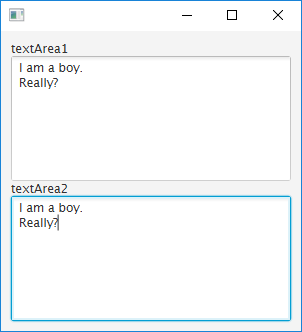 textArea1
I am a boy.
Really?
textArea2
I am a boy.
Really?